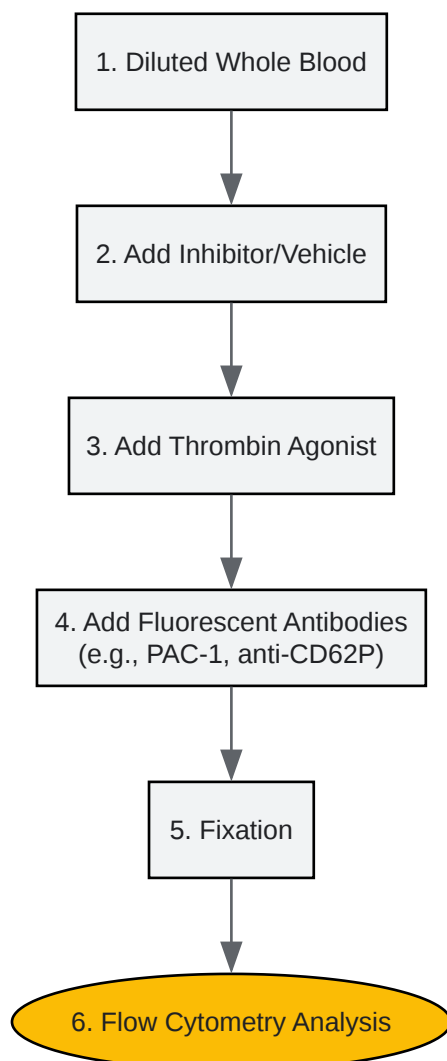 1. Diluted Whole Blood
2. Add Inhibitor/Vehicle
3. Add Thrombin Agonist
4. Add Fluorescent Antibodies
(e.g., PAC-1, anti-CD62P)
5. Fixation
6. Flow Cytometry Analysis